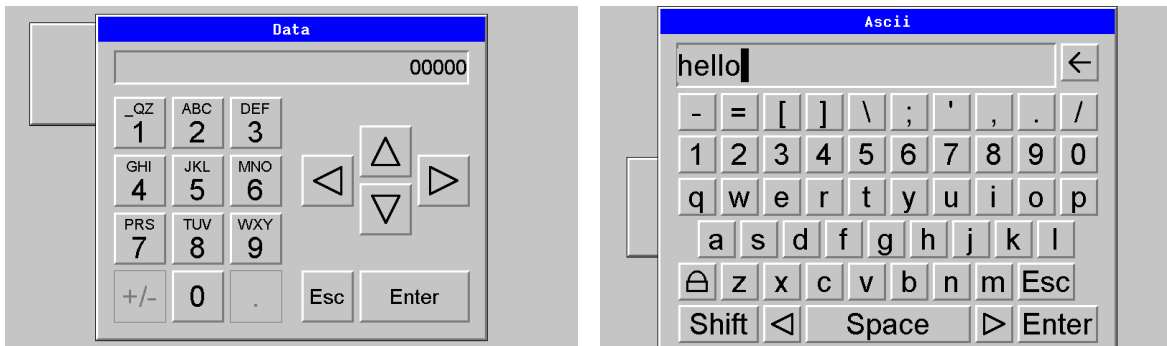 Data
00000
_QZ ABC DEF
1 2 3
GHI JKL MNO
4 5 6
PRS TUV WXY
7 8 9
+/- 0 . Esc Enter
Ascii
hello
- = [ ] \ ; ' , . /
1 2 3 4 5 6 7 8 9 0
q w e r t y u i o p
a s d f g h j k l
z x c v b n m Esc
Shift Space Enter